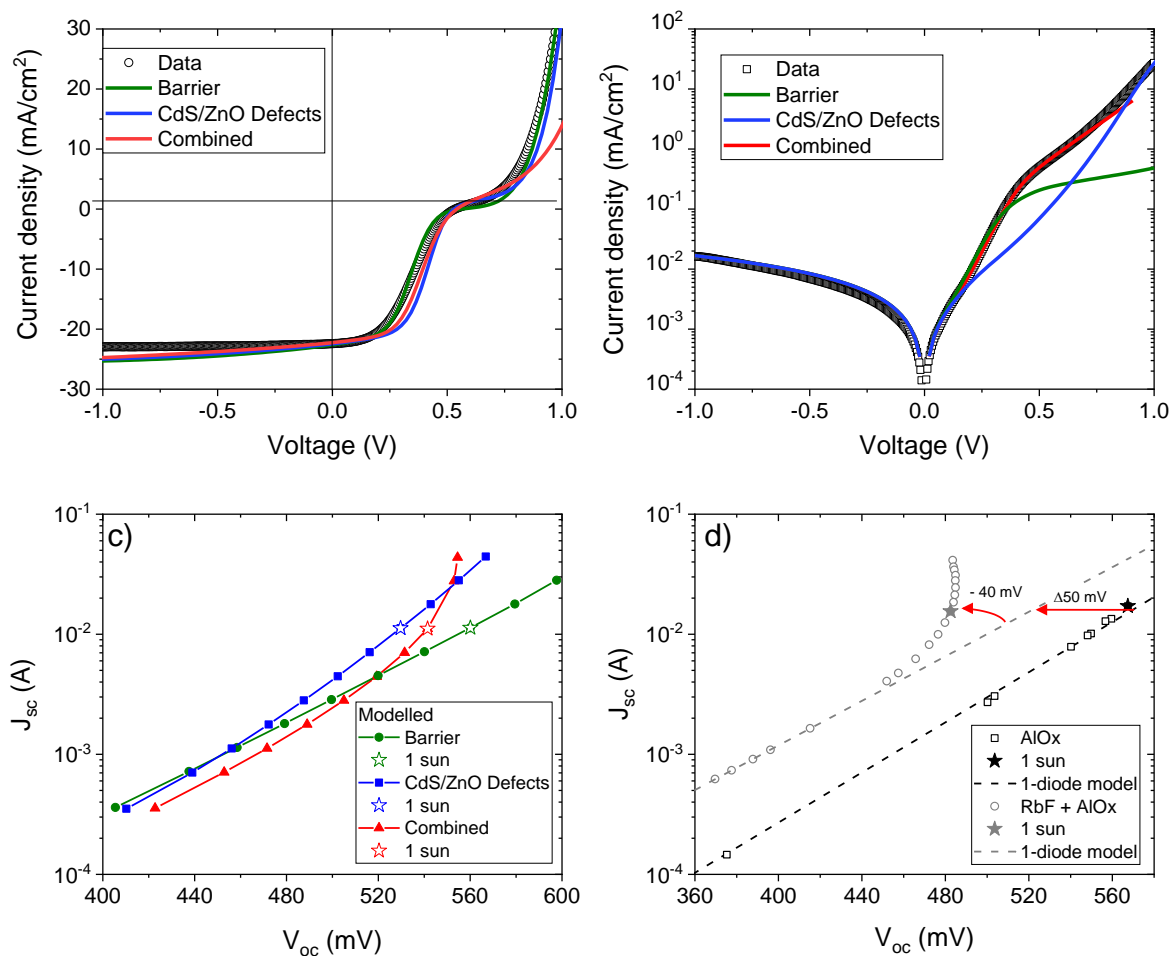 30
20
10
0
-10
-20
-30
-1.0
-0.5
0.0
0.5
1.0
Current density (mA/cm²)
Voltage (V)
Data
Barrier
CdS/ZnO Defects
Combined
10²
10¹
10⁰
10⁻¹
10⁻²
10⁻³
10⁻⁴
-1.0
-0.5
0.0
0.5
1.0
Current density (mA/cm²)
Voltage (V)
Data
Barrier
CdS/ZnO Defects
Combined
c)
10⁻¹
10⁻²
10⁻³
10⁻⁴
400
440
480
520
560
600
Jsc (A)
Voc (mV)
Modelled
Barrier
1 sun
CdS/ZnO Defects
1 sun
Combined
1 sun
d)
10⁻¹
10⁻²
10⁻³
10⁻⁴
360
400
440
480
520
560
Jsc (A)
Voc (mV)
- 40 mV
Δ50 mV
AlOx
1 sun
1-diode model
RbF + AlOx
1 sun
1-diode model